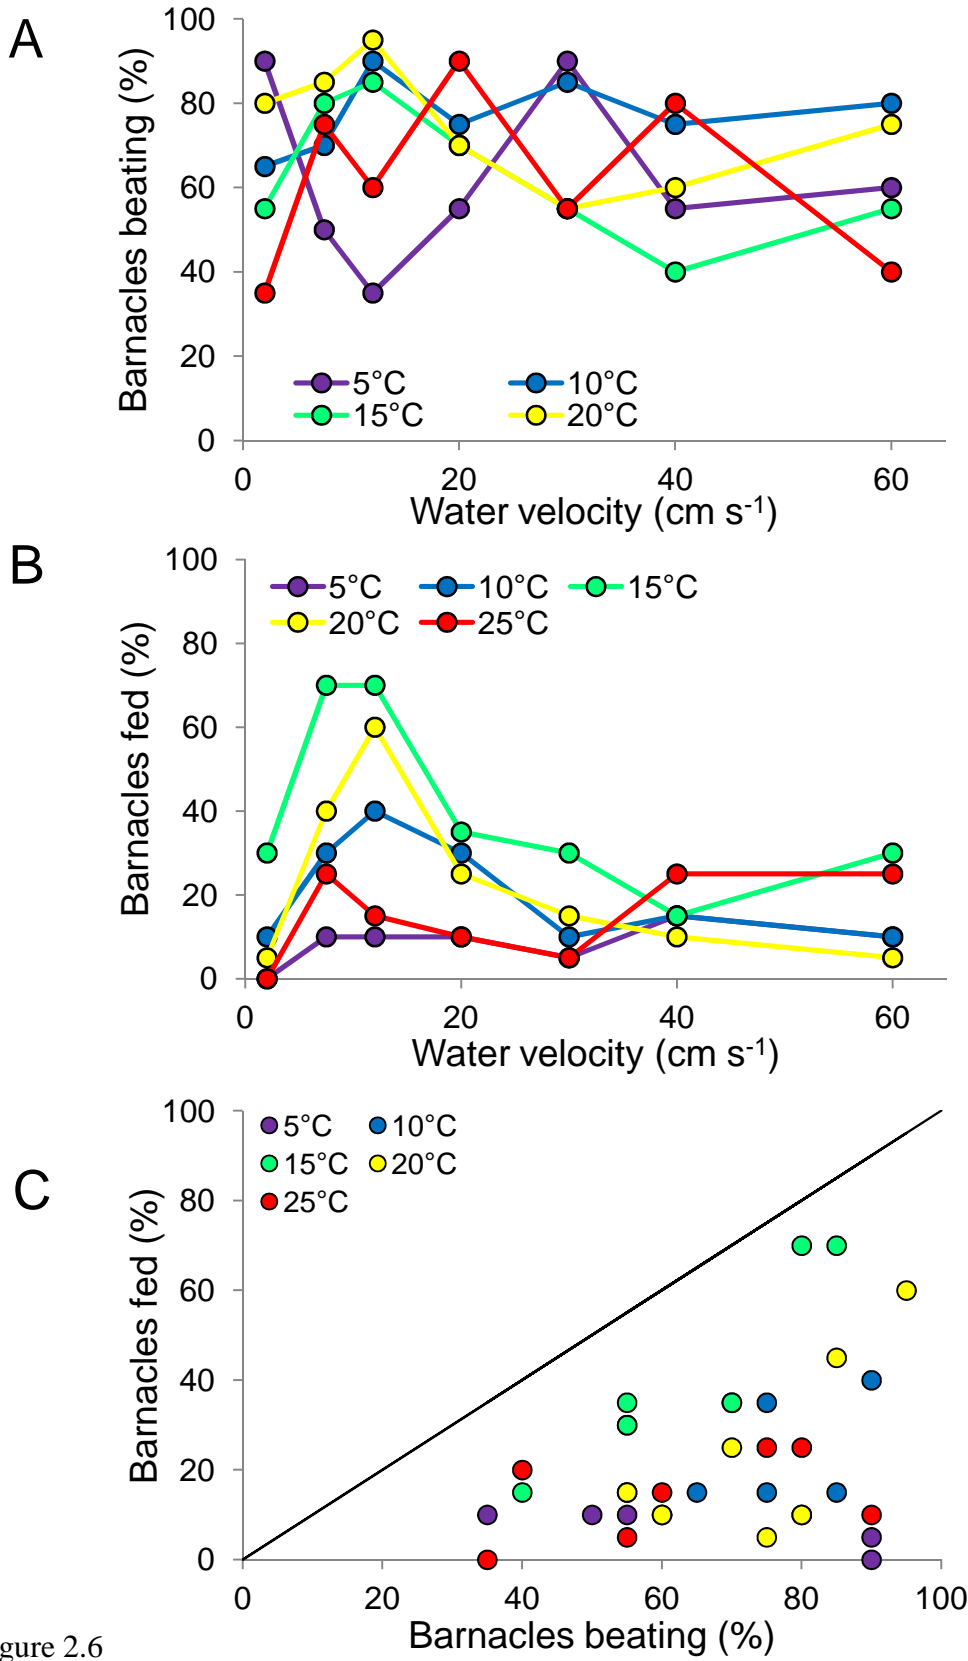 A
Barnacles beating (%)
100
80
60
40
20
0
5°C 10°C
15°C 20°C
0 20 40 60
Water velocity (cm s-1)
B
Barnacles fed (%)
100
80
60
40
20
0
5°C 10°C 15°C
20°C 25°C
0 20 40 60
Water velocity (cm s-1)
C
Barnacles fed (%)
100
80
60
40
20
0
5°C 10°C
15°C 20°C
25°C
0 20 40 60 80 100
Barnacles beating (%)
gure 2.6